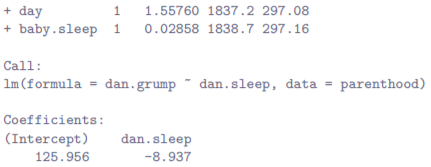 + day 1 1.55760 1837.2 297.08
+ baby.sleep 1 0.02858 1838.7 297.16
Call:
lm(formula = dan.grump ~ dan.sleep, data = parenthood)
Coefficients:
(Intercept) dan.sleep
125.956 -8.937